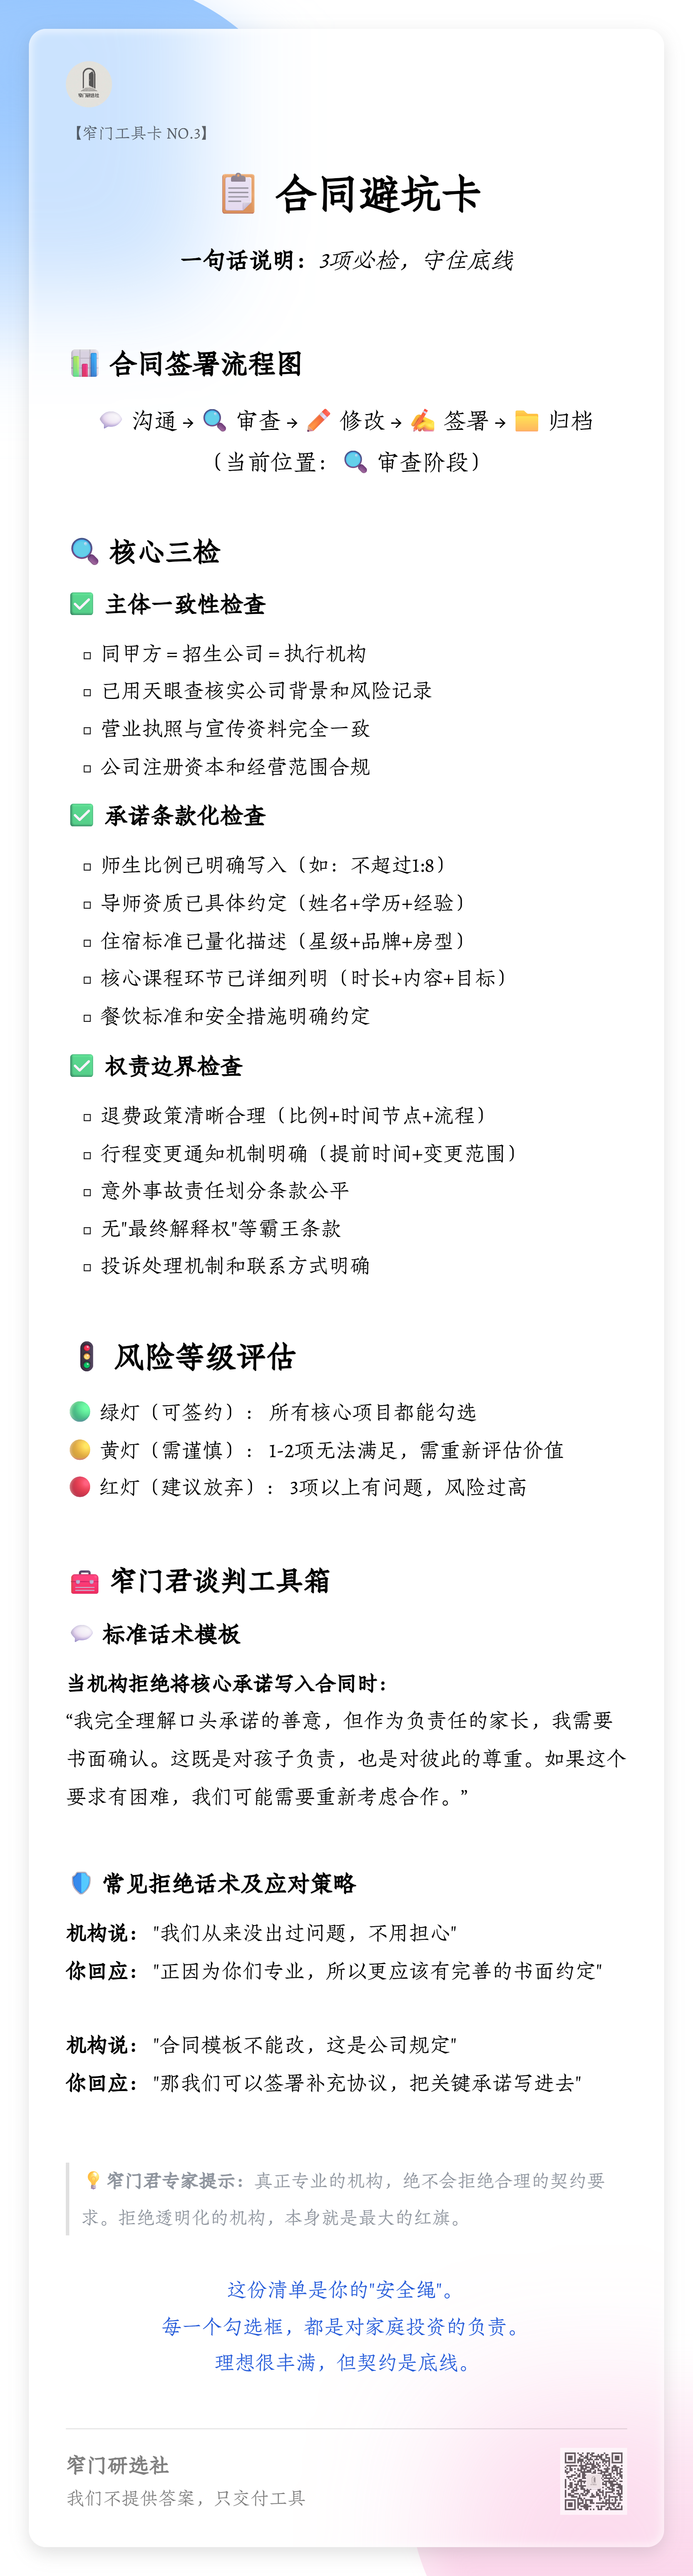 窄门研选社
【窄门工具卡 NO.3】
📋 合同避坑卡
一句话说明：3项必检，守住底线
📊 合同签署流程图
💬 沟通 → 🔍 审查 → ✏️ 修改 → ✍️ 签署 → 📁 归档
（当前位置：🔍 审查阶段）
🔍 核心三检
✅ 主体一致性检查
▫ 同甲方 = 招生公司 = 执行机构
▫ 已用天眼查核实公司背景和风险记录
▫ 营业执照与宣传资料完全一致
▫ 公司注册资本和经营范围合规
✅ 承诺条款化检查
▫ 师生比例已明确写入（如：不超过1:8）
▫ 导师资质已具体约定（姓名+学历+经验）
▫ 住宿标准已量化描述（星级+品牌+房型）
▫ 核心课程环节已详细列明（时长+内容+目标）
▫ 餐饮标准和安全措施明确约定
✅ 权责边界检查
▫ 退费政策清晰合理（比例+时间节点+流程）
▫ 行程变更通知机制明确（提前时间+变更范围）
▫ 意外事故责任划分条款公平
▫ 无"最终解释权"等霸王条款
▫ 投诉处理机制和联系方式明确
🚦 风险等级评估
🟢 绿灯（可签约）：所有核心项目都能勾选
🟡 黄灯（需谨慎）：1-2项无法满足，需重新评估价值
🔴 红灯（建议放弃）：3项以上有问题，风险过高
🧰 窄门君谈判工具箱
💬 标准话术模板
当机构拒绝将核心承诺写入合同时：
“我完全理解口头承诺的善意，但作为负责任的家长，我需要
书面确认。这既是对孩子负责，也是对彼此的尊重。如果这个
要求有困难，我们可能需要重新考虑合作。”
🛡️ 常见拒绝话术及应对策略
机构说："我们从来没出过问题，不用担心"
你回应："正因为你们专业，所以更应该有完善的书面约定"
机构说："合同模板不能改，这是公司规定"
你回应："那我们可以签署补充协议，把关键承诺写进去"
💡 窄门君专家提示：真正专业的机构，绝不会拒绝合理的契约要
求。拒绝透明化的机构，本身就是最大的红旗。
这份清单是你的"安全绳"。
每一个勾选框，都是对家庭投资的负责。
理想很丰满，但契约是底线。
窄门研选社
我们不提供答案，只交付工具